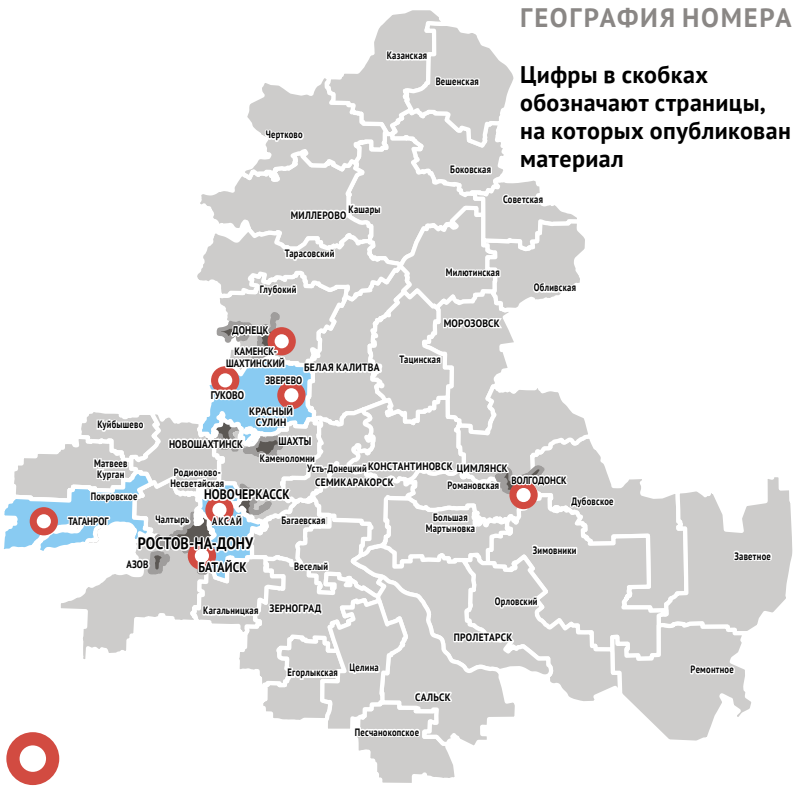 ГЕОГРАФИЯ НОМЕРА
Цифры в скобках
обозначают страницы,
на которых опубликован
материал
Казанская
Вешенская
Чертково
Боковская
Советская
МИЛЛЕРОВО
Кашары
Тарасовский
Милютинская
Обливская
Глубокий
МОРОЗОВСК
ДОНЕЦК
КАМЕНСК-
ШАХТИНСКИЙ
Тацинская
БЕЛАЯ КАЛИТВА
ЗВЕРЕВО
ГУКОВО
КРАСНЫЙ
СУЛИН
Куйбышево
НОВОШАХТИНСК
ШАХТЫ
Каменоломни
Матвеев
Курган
Родионово-
Несветайская
Усть-Донецкий
КОНСТАНТИНОВСК
ЦИМЛЯНСК
СЕМИКАРАКОРСК
Романовская
ВОЛГОДОНСК
Покровское
НОВОЧЕРКАССК
Дубовское
ТАГАНРОГ
Чалтырь
АКСАЙ
Багаевская
Большая
Мартыновка
РОСТОВ-НА-ДОНУ
Зимовники
Заветное
АЗОВ
БАТАЙСК
Веселый
Кагальницкая
ЗЕРНОГРАД
Орловский
ПРОЛЕТАРСК
Егорлыкская
Целина
Ремонтное
САЛЬСК
Песчанокопское